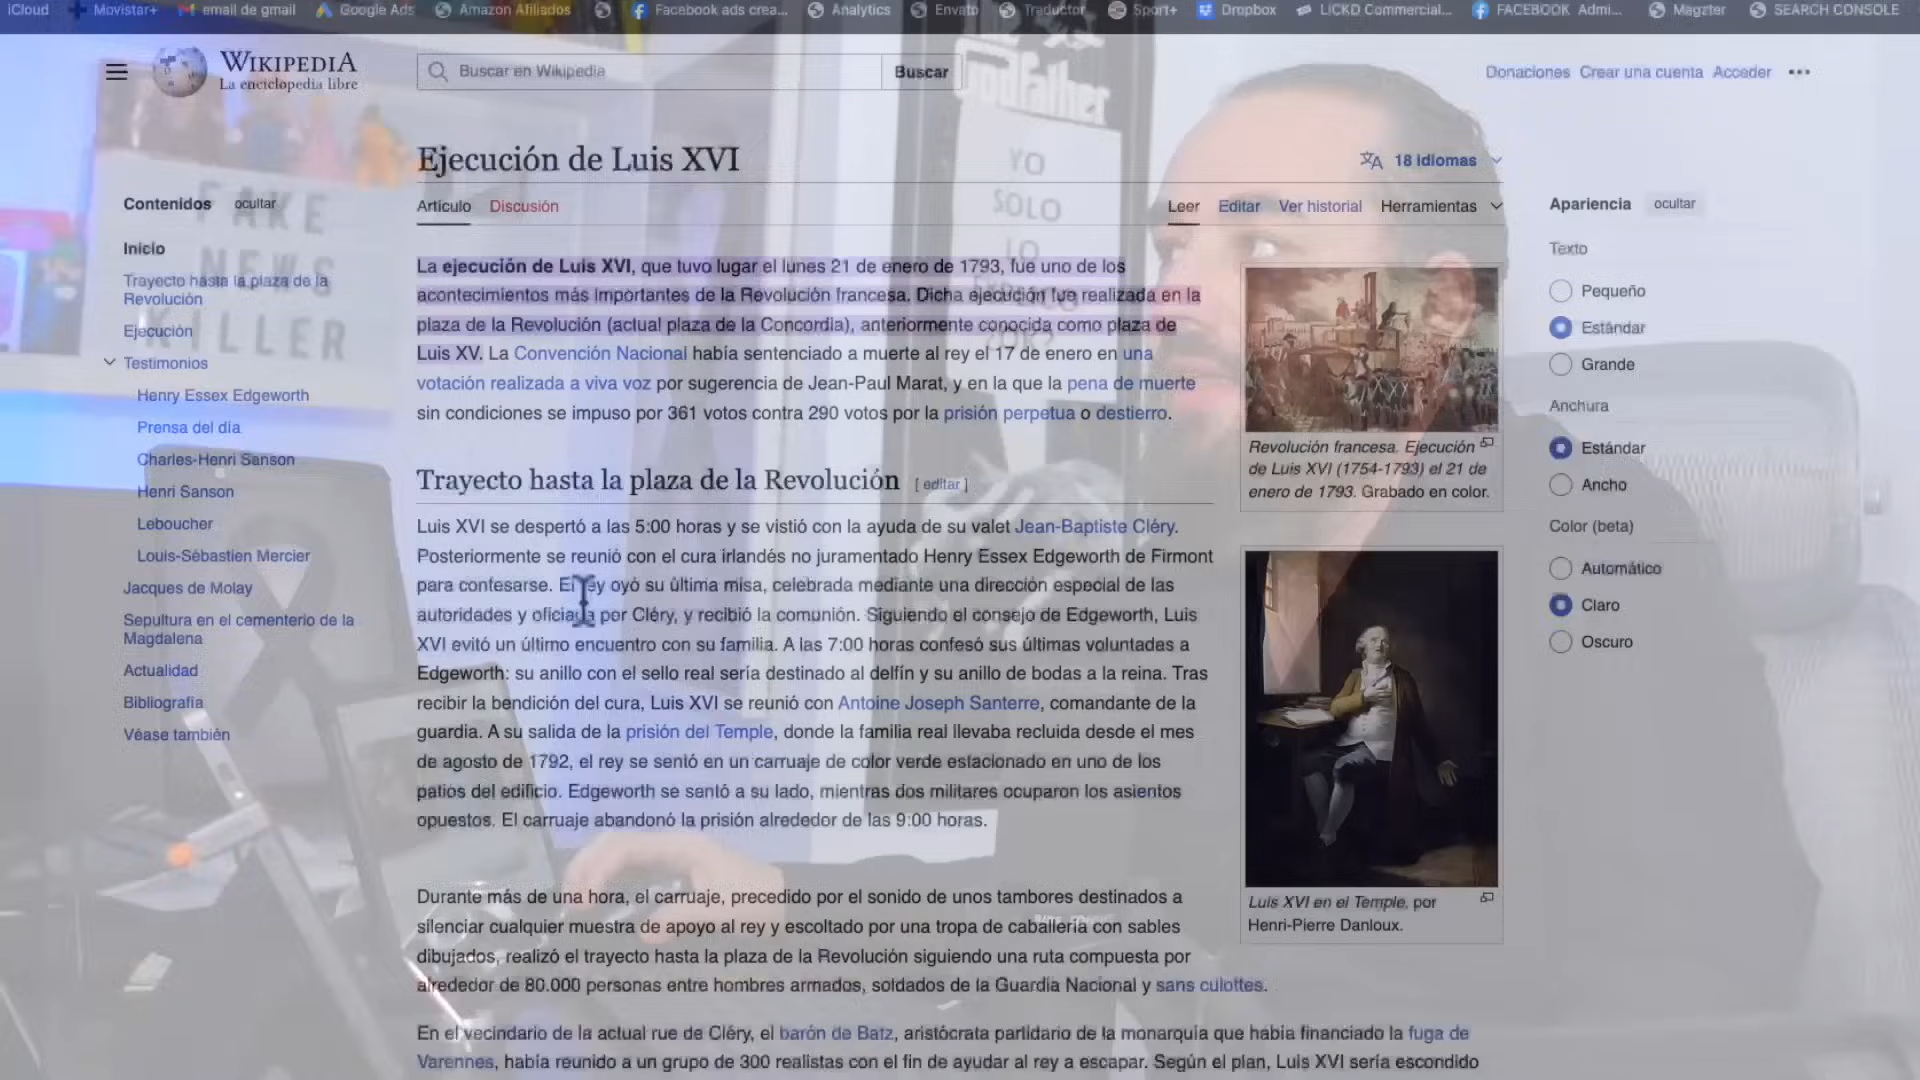 iCloud
Movistar+
email de gmail
Google Ads
Amazon Afiliados
Facebook ads crea...
Analytics
Envato
Traductor
Sport+
Dropbox
LICKD Commercial...
FACEBOOK Admi...
Magzter
SEARCH CONSOLE
WIKIPEDIA
La enciclopedia libre
Buscar en Wikipedia
Buscar
Donaciones Crear una cuenta Acceder
The Godfather
YO
SOLO
LO
FAKE
NEWS
KILLER
Ejecución de Luis XVI
18 idiomas
Artículo Discusión
Leer Editar Ver historial Herramientas
Contenidos ocultar
Inicio
Trayecto hasta la plaza de la
Revolución
Ejecución
Testimonios
Henry Essex Edgeworth
Prensa del día
Charles-Henri Sanson
Henri Sanson
Leboucher
Louis-Sébastien Mercier
Jacques de Molay
Sepultura en el cementerio de la
Magdalena
Actualidad
Bibliografía
Véase también
La ejecución de Luis XVI, que tuvo lugar el lunes 21 de enero de 1793, fue uno de los
acontecimientos más importantes de la Revolución francesa. Dicha ejecución fue realizada en la
plaza de la Revolución (actual plaza de la Concordia), anteriormente conocida como plaza de
Luis XV. La Convención Nacional había sentenciado a muerte al rey el 17 de enero en una
votación realizada a viva voz por sugerencia de Jean-Paul Marat, y en la que la pena de muerte
sin condiciones se impuso por 361 votos contra 290 votos por la prisión perpetua o destierro.
Trayecto hasta la plaza de la Revolución [ editar ]
Luis XVI se despertó a las 5:00 horas y se vistió con la ayuda de su valet Jean-Baptiste Cléry.
Posteriormente se reunió con el cura irlandés no juramentado Henry Essex Edgeworth de Firmont
para confesarse. El rey oyó su última misa, celebrada mediante una dirección especial de las
autoridades y oficiada por Cléry, y recibió la comunión. Siguiendo el consejo de Edgeworth, Luis
XVI evitó un último encuentro con su familia. A las 7:00 horas confesó sus últimas voluntades a
Edgeworth: su anillo con el sello real sería destinado al delfín y su anillo de bodas a la reina. Tras
recibir la bendición del cura, Luis XVI se reunió con Antoine Joseph Santerre, comandante de la
guardia. A su salida de la prisión del Temple, donde la familia real llevaba recluida desde el mes
de agosto de 1792, el rey se sentó en un carruaje de color verde estacionado en uno de los
patios del edificio. Edgeworth se sentó a su lado, mientras dos militares ocuparon los asientos
opuestos. El carruaje abandonó la prisión alrededor de las 9:00 horas.
Durante más de una hora, el carruaje, precedido por el sonido de unos tambores destinados a
silenciar cualquier muestra de apoyo al rey y escoltado por una tropa de caballería con sables
dibujados, realizó el trayecto hasta la plaza de la Revolución siguiendo una ruta compuesta por
alrededor de 80.000 personas entre hombres armados, soldados de la Guardia Nacional y sans culottes.
En el vecindario de la actual rue de Cléry, el barón de Batz, aristócrata partidario de la monarquía que había financiado la fuga de
Varennes, había reunido a un grupo de 300 realistas con el fin de ayudar al rey a escapar. Según el plan, Luis XVI sería escondido
Revolución francesa. Ejecución
de Luis XVI (1754-1793) el 21 de
enero de 1793. Grabado en color.
Luis XVI en el Temple, por
Henri-Pierre Danloux.
Apariencia ocultar
Texto
Pequeño
Estándar
Grande
Anchura
Estándar
Ancho
Color (beta)
Automático
Claro
Oscuro